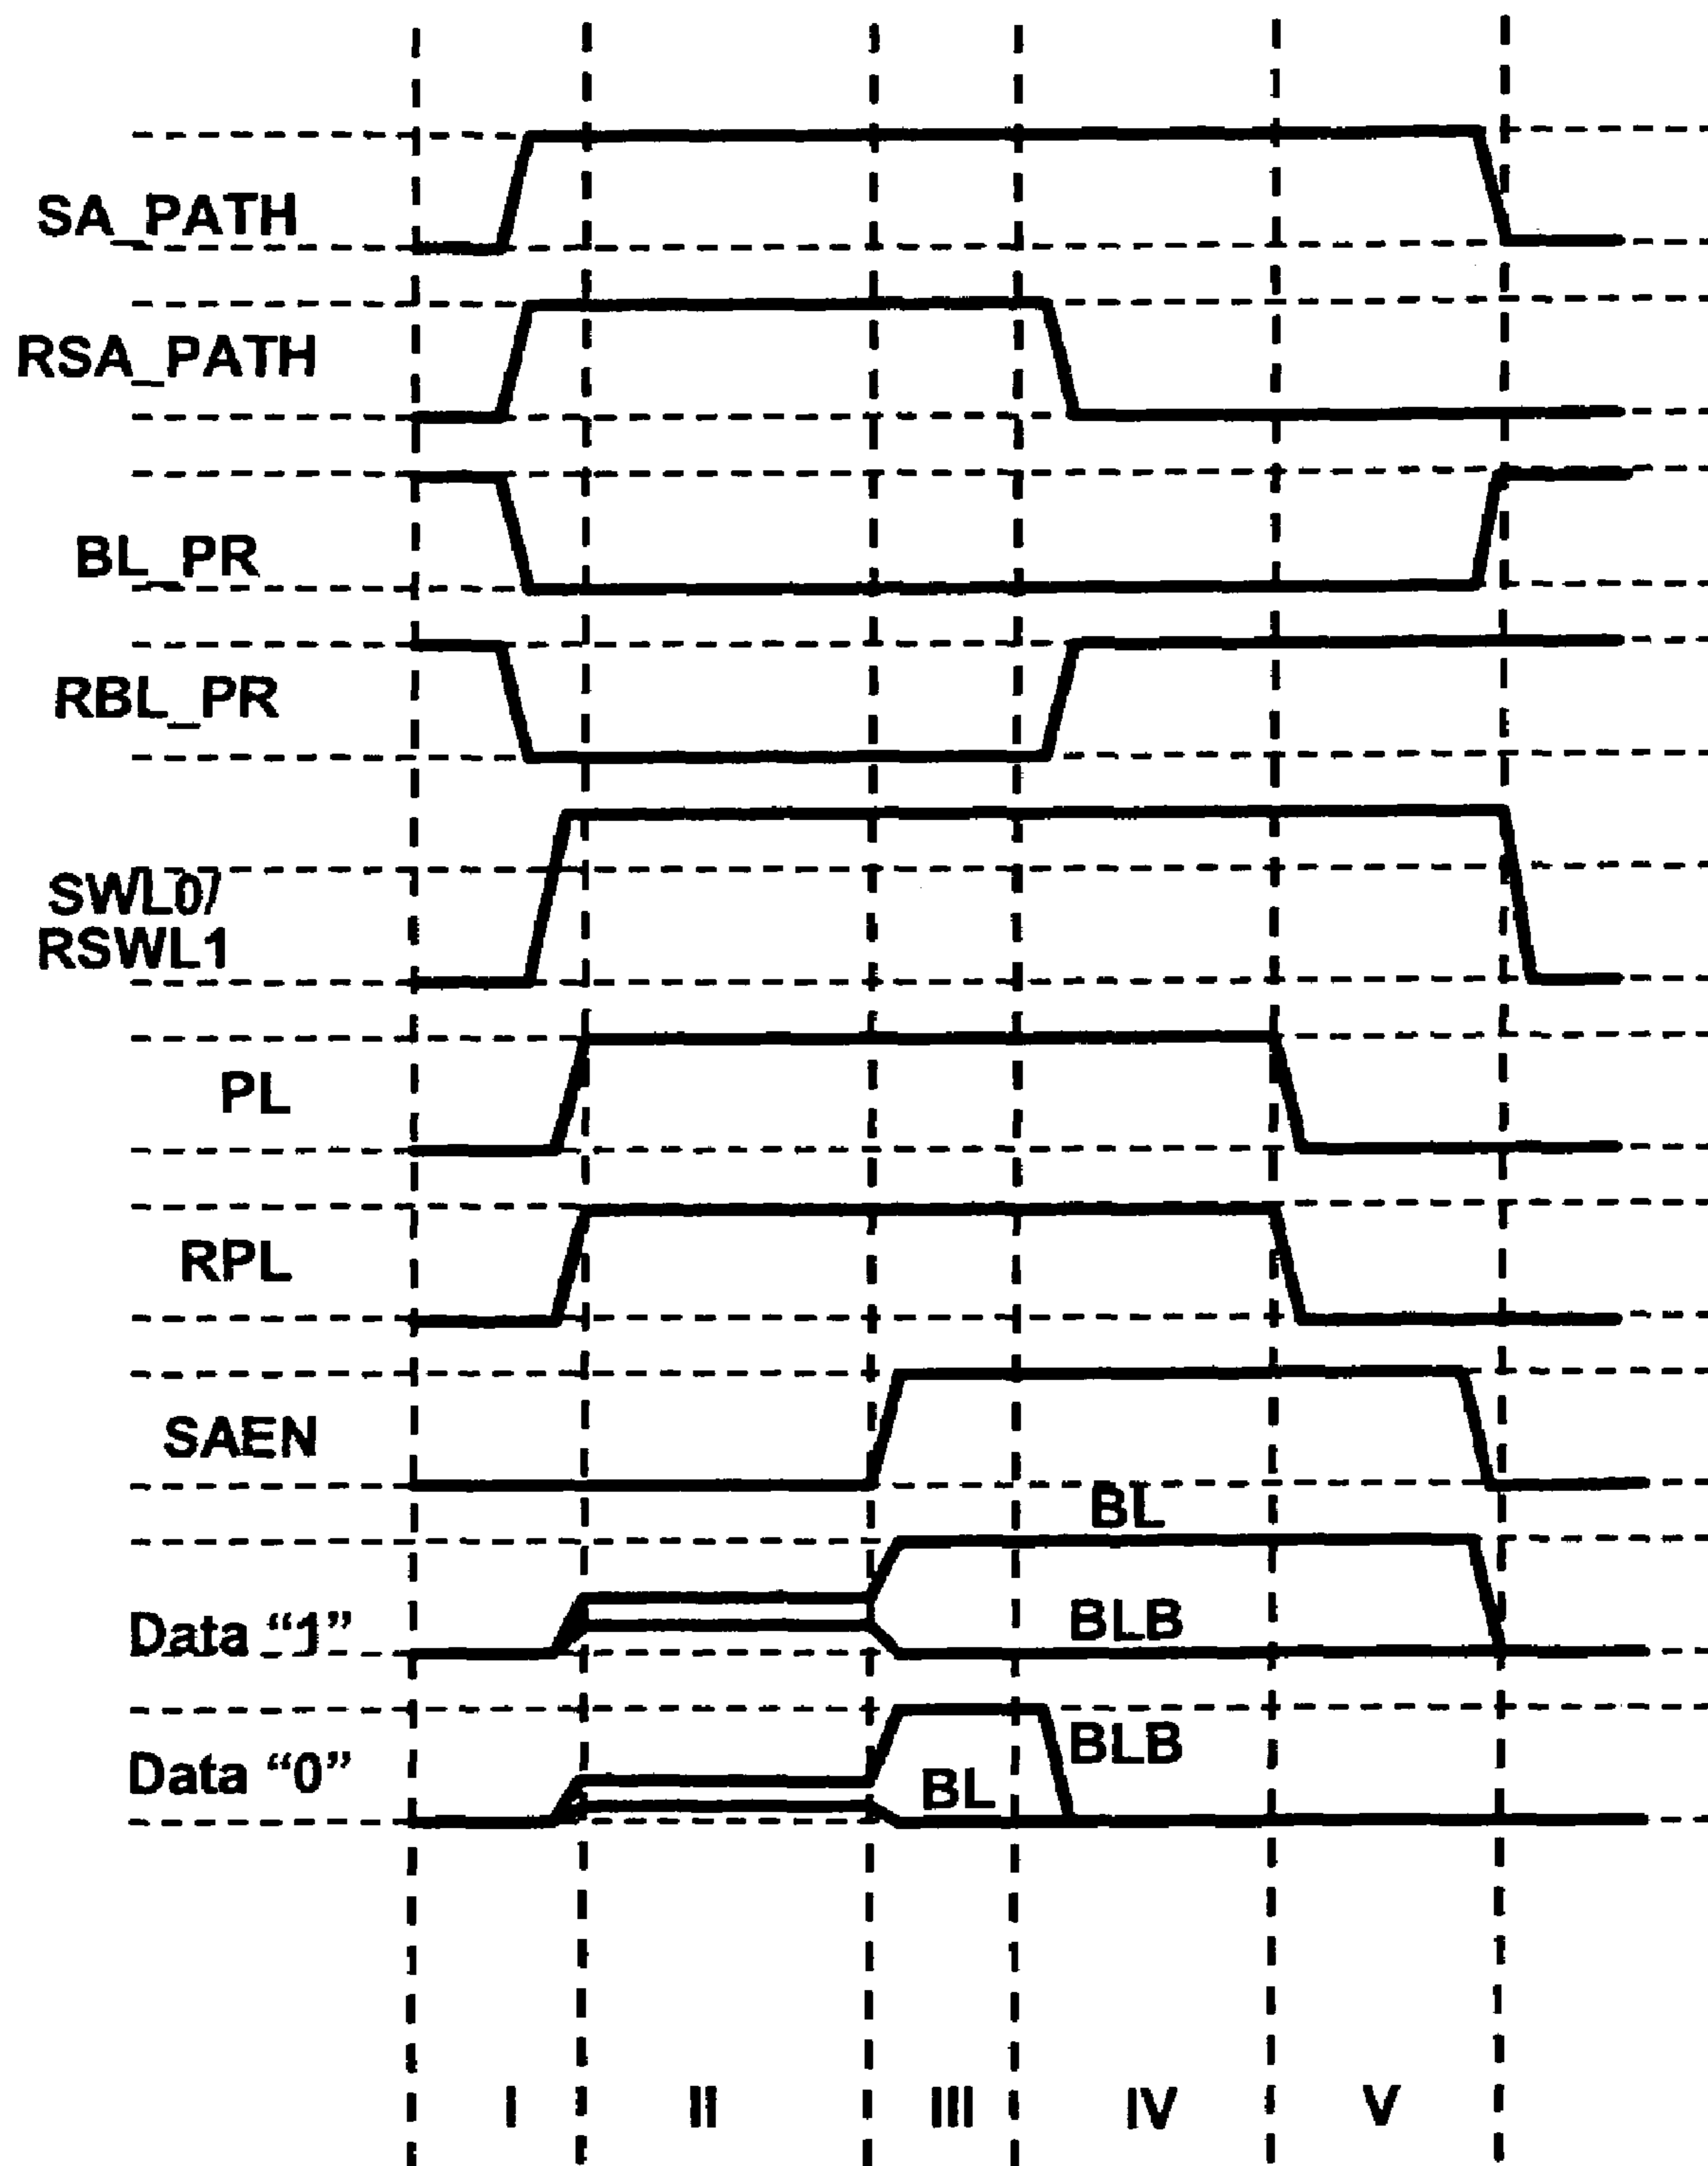 SA_PATH
RSA_PATH
BL_PR
RBL_PR
SWL0/
RSWL1
PL
RPL
SAEN
BL
Data “1”
BLB
Data “0”
BL
BLB
I
II
III
IV
V